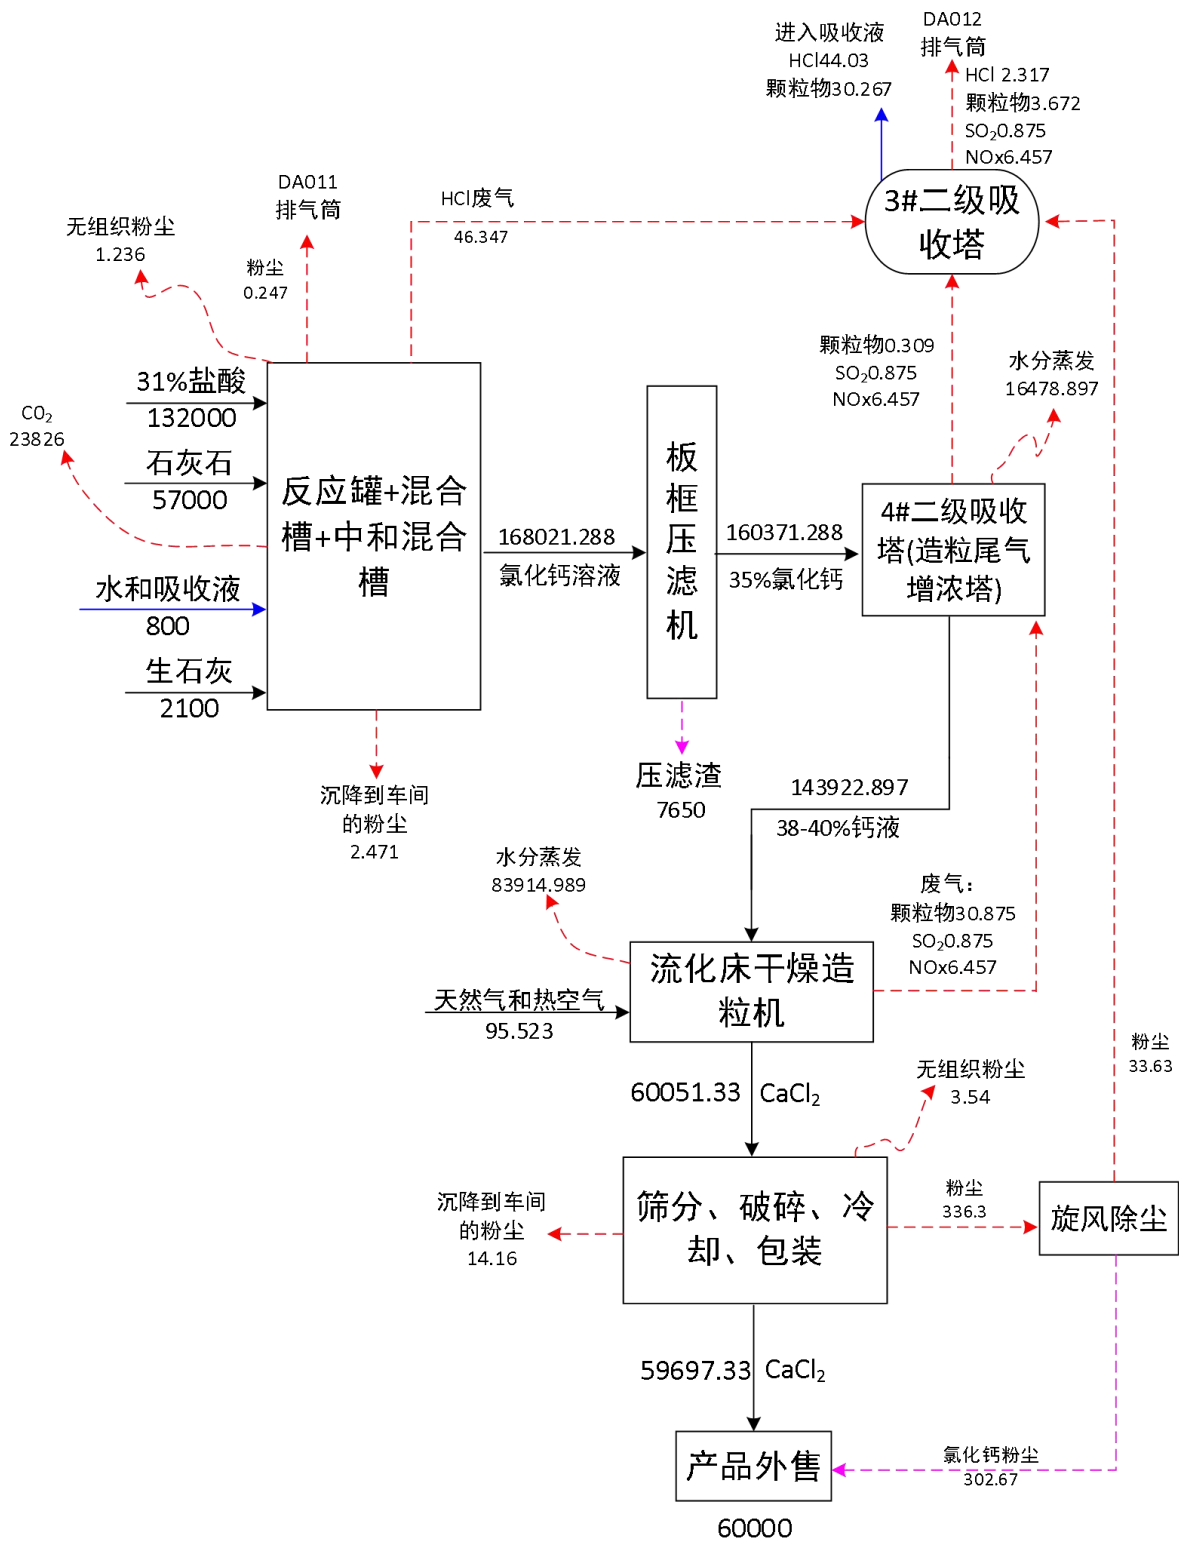 进入吸收液
HCl44.03
颗粒物30.267
DA012
排气筒
HCl 2.317
颗粒物3.672
SO₂0.875
NOx6.457
3#二级吸
收塔
DA011
排气筒
HCl废气
46.347
无组织粉尘
1.236
粉尘
0.247
31%盐酸
132000
CO₂
23826
石灰石
57000
水和吸收液
800
生石灰
2100
反应罐+混合
槽+中和混合
槽
168021.288
氯化钙溶液
板
框
压
滤
机
160371.288
35%氯化钙
颗粒物0.309
SO₂0.875
NOx6.457
水分蒸发
16478.897
4#二级吸收
塔(造粒尾气
增浓塔)
沉降到车间
的粉尘
2.471
压滤渣
7650
143922.897
38-40%钙液
水分蒸发
83914.989
废气：
颗粒物30.875
SO₂0.875
NOx6.457
流化床干燥造
粒机
天然气和热空气
95.523
粉尘
33.63
60051.33
CaCl₂
无组织粉尘
3.54
沉降到车间
的粉尘
14.16
筛分、破碎、冷
却、包装
粉尘
336.3
旋风除尘
59697.33
CaCl₂
产品外售
60000
氯化钙粉尘
302.67